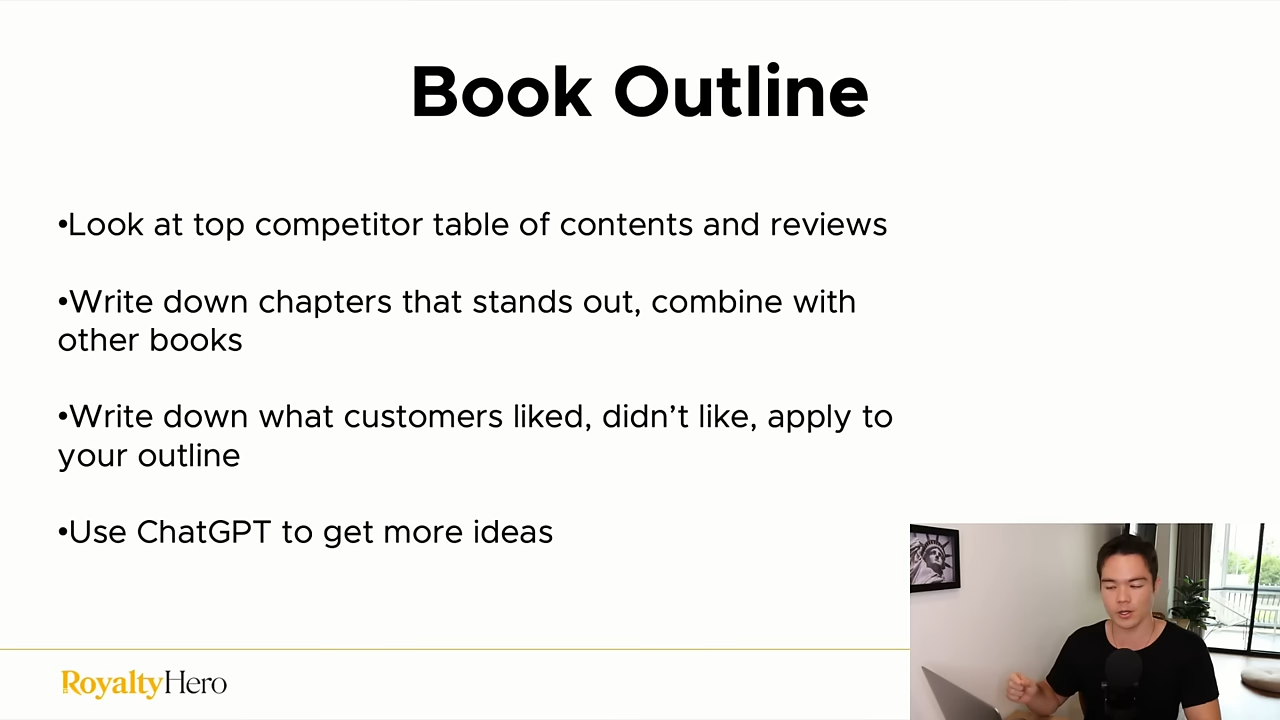 Book Outline
•Look at top competitor table of contents and reviews
•Write down chapters that stands out, combine with
other books
•Write down what customers liked, didn’t like, apply to
your outline
•Use ChatGPT to get more ideas
RoyaltyHero